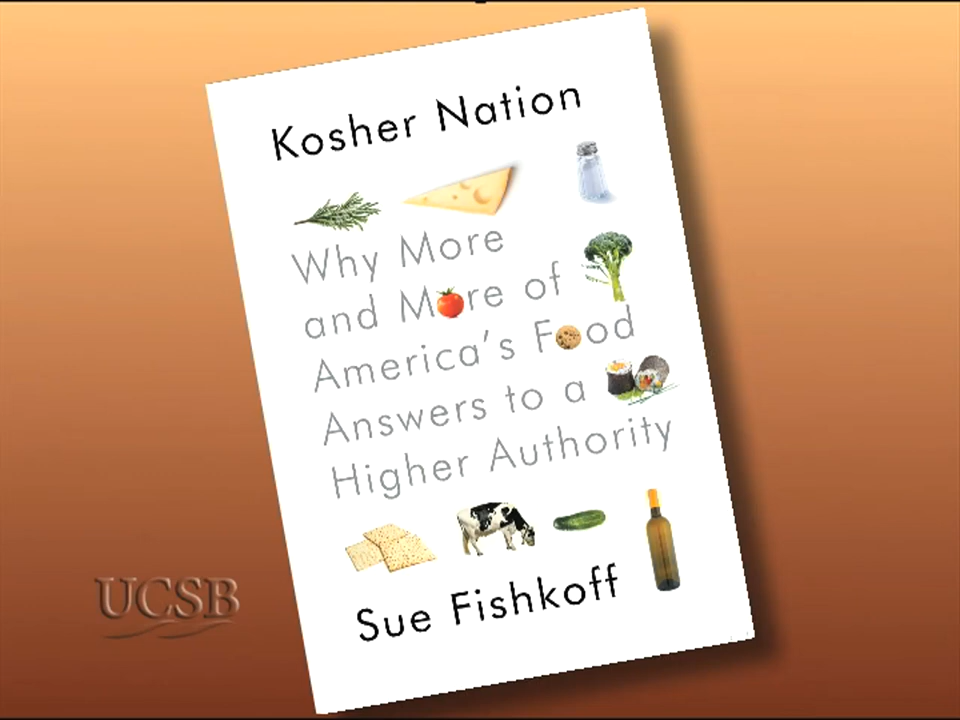 Kosher Nation
Why More
and More of
America's Food
Answers to a
Higher Authority
Sue Fishkoff
UCSB